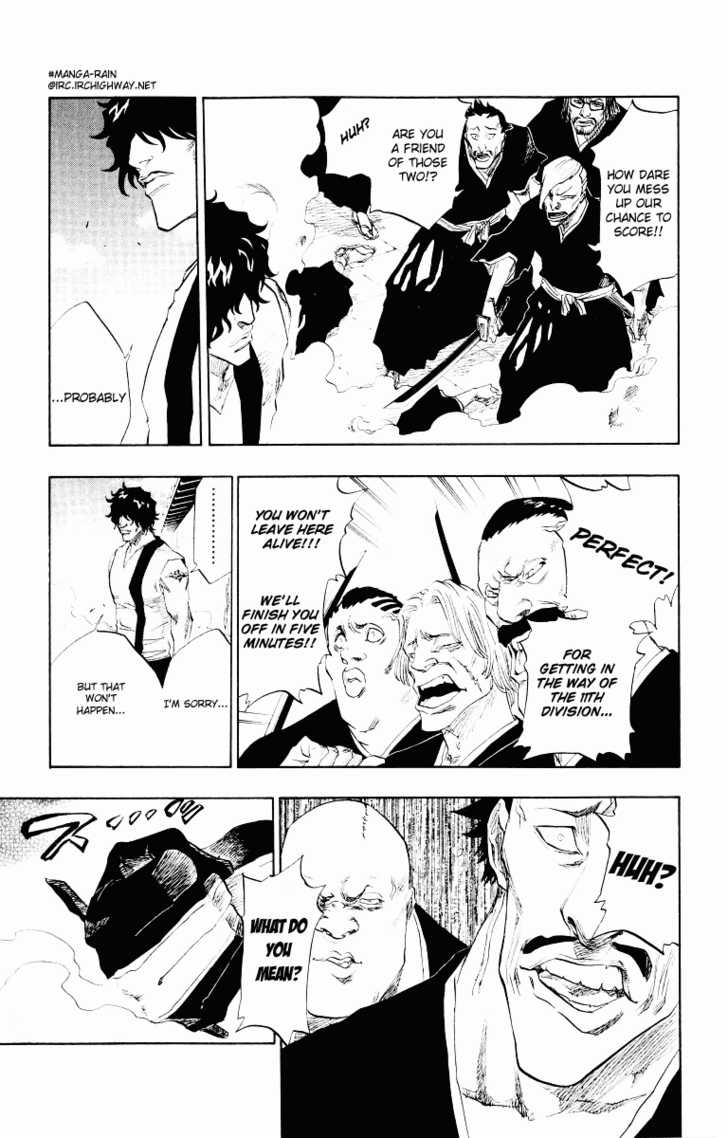 #MANGA-RAIN
@IRC.IRCHIGHWAY.NET
HOW DARE
YOU MESS
UP OUR
CHANCE TO
SCORE!!
ARE YOU
A FRIEND
OF THOSE
TWO!?
HUH?
...PROBABLY
PERFECT!
FOR
GETTING IN
THE WAY OF
THE 11TH
DIVISION...
YOU WON'T
LEAVE HERE
ALIVE!!!
WE'LL
FINISH YOU
OFF IN FIVE
MINUTES!!
.........
I'M SORRY...
BUT THAT
WON'T
HAPPEN...
HUH?
WHAT DO
YOU
MEAN?
ス...